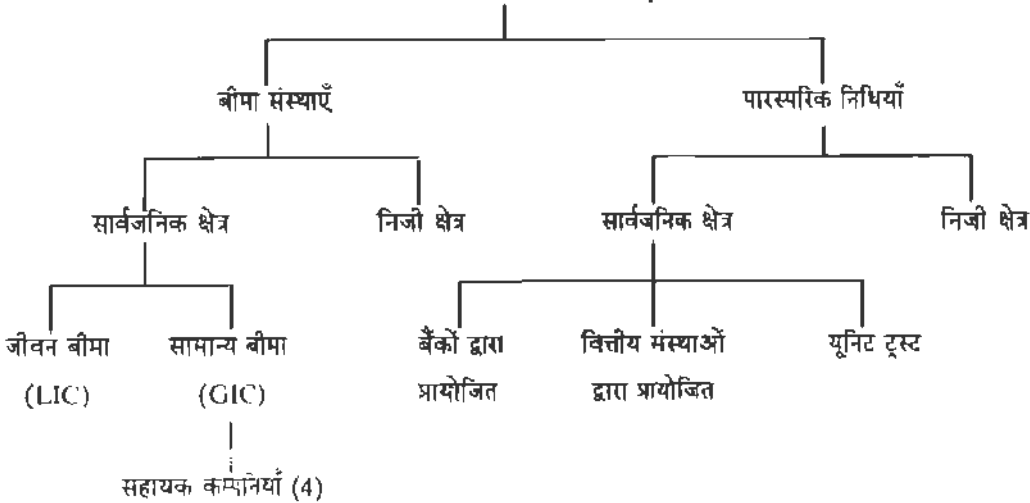 बीमा संस्थाएँ पारस्परिक निधियाँ
सार्वजनिक क्षेत्र निजी क्षेत्र सार्वजनिक क्षेत्र निजी क्षेत्र
जीवन बीमा सामान्य बीमा बैंकों द्वारा वित्तीय संस्थाओं यूनिट ट्रस्ट
(LIC) (GIC) प्रायोजित द्वारा प्रायोजित
सहायक कम्पनियाँ (4)